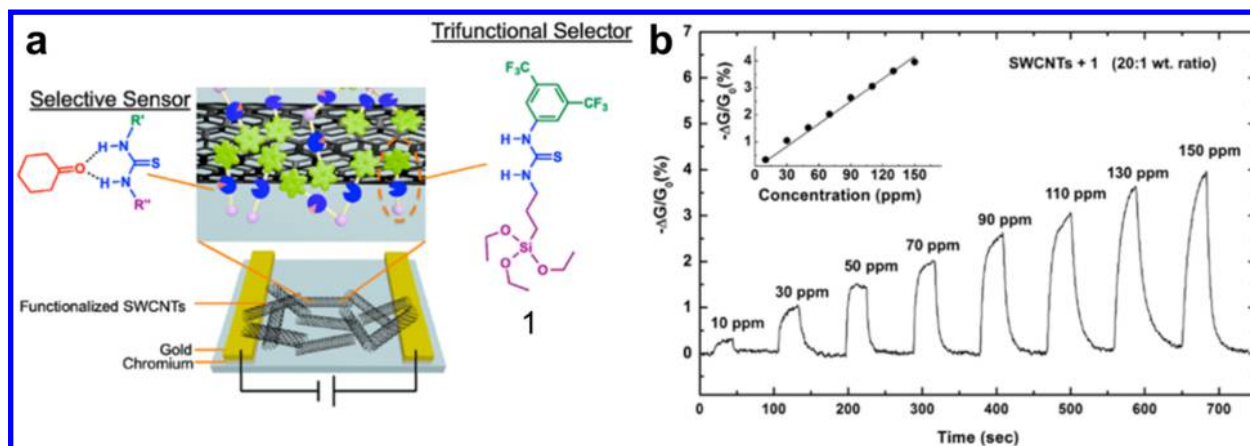 a
Trifunctional Selector
Selective Sensor
F₃C
CF₃
R'
H-N
O
S
H-N
R"
H-N
S
H-N
O
Si
O
O
Functionalized SWCNTs
Gold
Chromium
1
b
SWCNTs + 1 (20:1 wt. ratio)
-ΔG/G₀(%)
4
3
2
1
0 30 60 90 120 150
Concentration (ppm)
-ΔG/G₀(%)
7
6
5
4
3
2
1
0
-1
10 ppm
30 ppm
50 ppm
70 ppm
90 ppm
110 ppm
130 ppm
150 ppm
0 100 200 300 400 500 600 700
Time (sec)